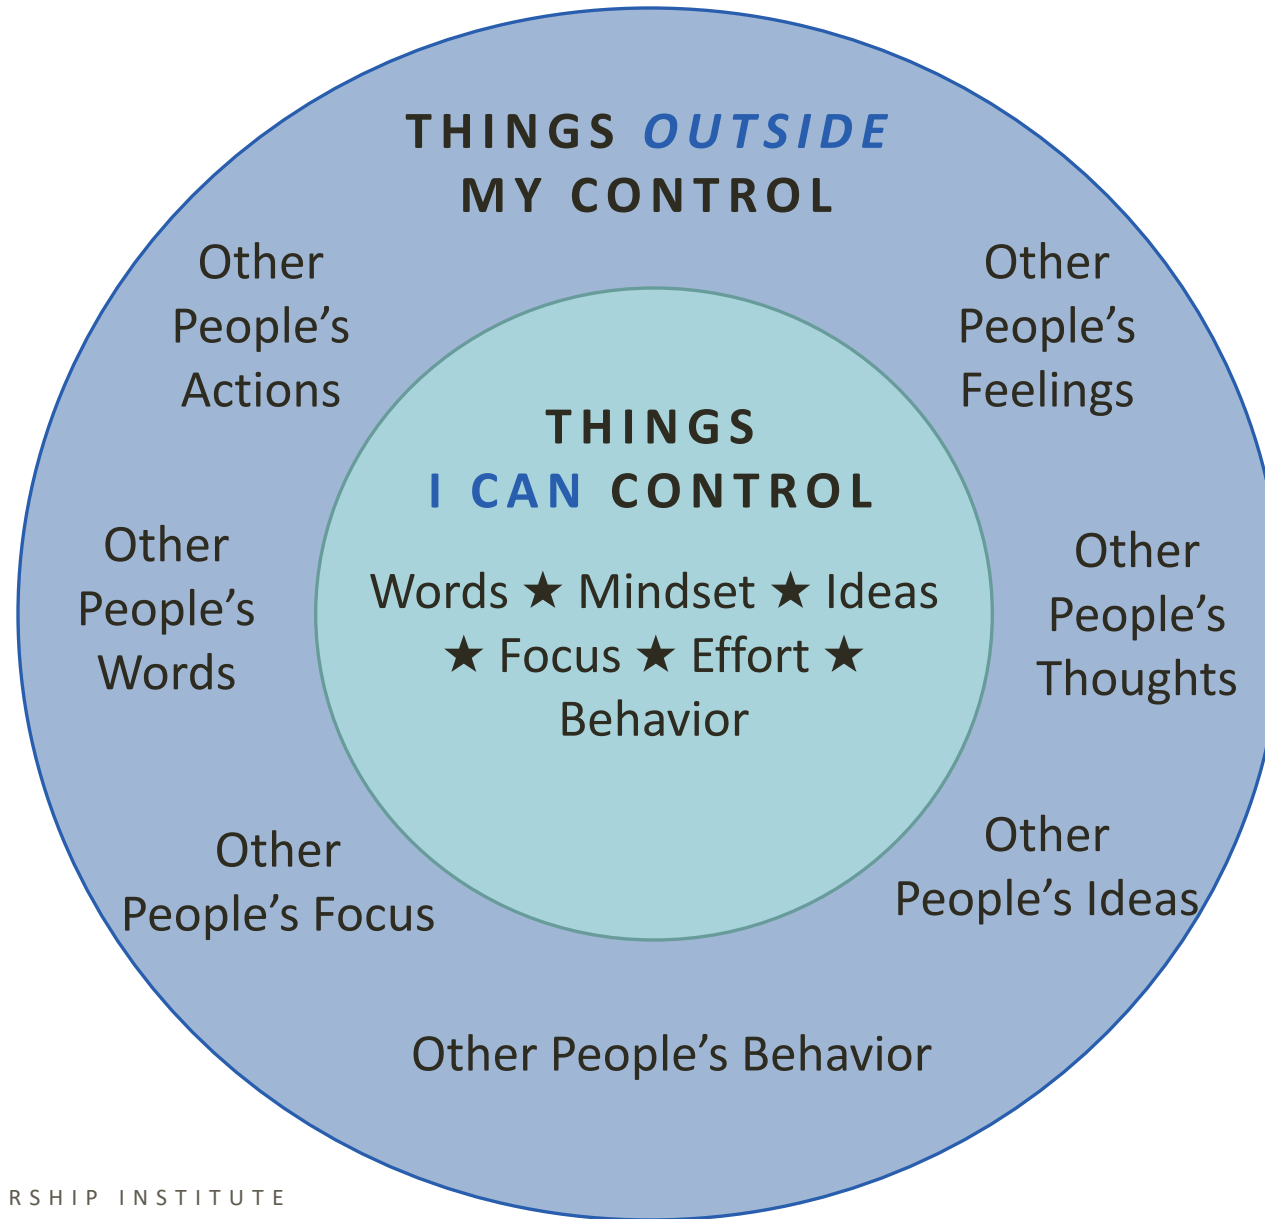 THINGS OUTSIDE
MY CONTROL
Other
People’s
Actions
Other
People’s
Feelings
THINGS
I CAN CONTROL
Words ★ Mindset ★ Ideas
★ Focus ★ Effort ★
Behavior
Other
People’s
Words
Other
People’s
Thoughts
Other
People’s Focus
Other
People’s Ideas
Other People’s Behavior
RSHIP INSTITUTE